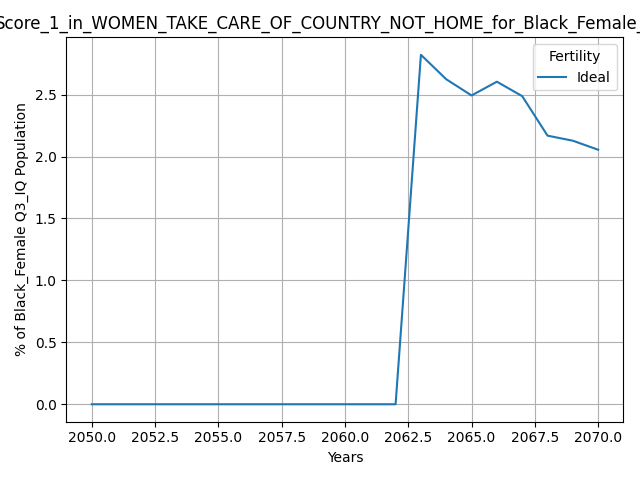 Score_1_in_WOMEN_TAKE_CARE_OF_COUNTRY_NOT_HOME_for_Black_Female_
Fertility
Ideal
% of Black_Female Q3_IQ Population
2.5
2.0
1.5
1.0
0.5
0.0
2050.0 2052.5 2055.0 2057.5 2060.0 2062.5 2065.0 2067.5 2070.0
Years